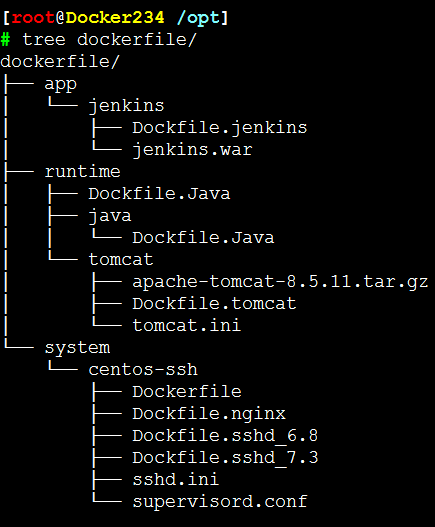 [root@Docker234 /opt]
# tree dockerfile/
dockerfile/
├── app
│   └── jenkins
│       ├── Dockfile.jenkins
│       └── jenkins.war
├── runtime
│   ├── Dockfile.Java
│   ├── java
│   │   └── Dockfile.Java
│   └── tomcat
│       ├── apache-tomcat-8.5.11.tar.gz
│       ├── Dockfile.tomcat
│       └── tomcat.ini
└── system
    └── centos-ssh
        ├── Dockerfile
        ├── Dockfile.nginx
        ├── Dockfile.sshd_6.8
        ├── Dockfile.sshd_7.3
        ├── sshd.ini
        └── supervisord.conf